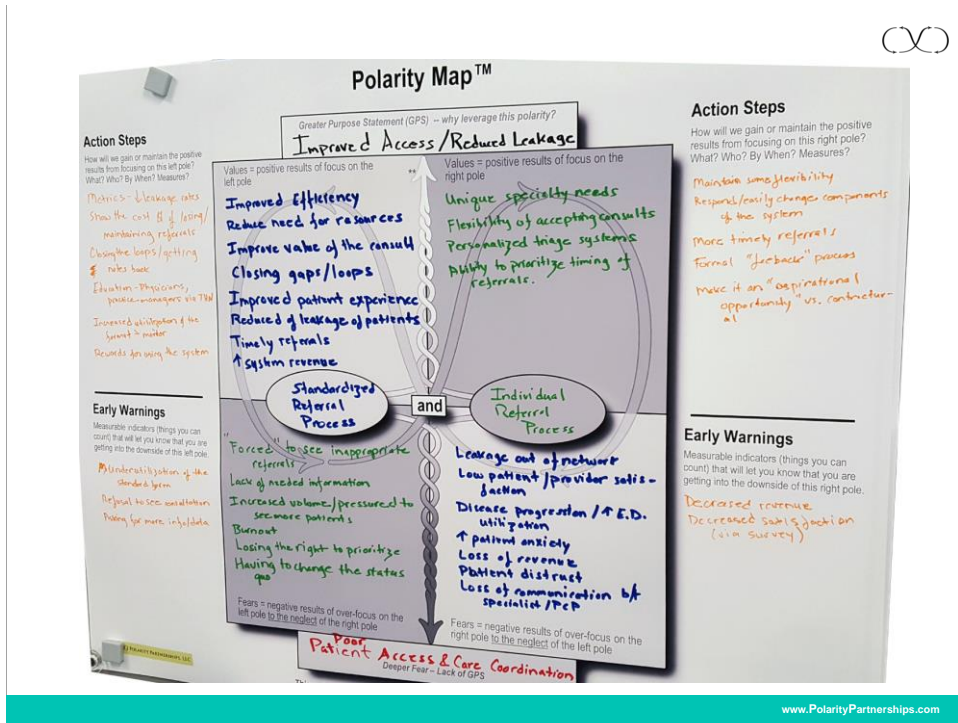 Polarity Map™
Greater Purpose Statement (GPS) -- why leverage this polarity?
Improved Access/Reduced Leakage
Action Steps
How will we gain or maintain the positive
results from focusing on this left pole?
What? Who? By When? Measures?
Metrics - leakage rates
Show the cost of losing/
maintaining referrals
Closing the loops/getting
notes back
Education - Physicians,
practice-managers via
Increased utilization of the
Rewards for using the system
Early Warnings
Measurable indicators (things you can
count) that will let you know that you are
getting into the downside of this left pole.
Underutilization of the
standard
Refusal to see consultation
Asking for more info/data
Values = positive results of focus on the
left pole
Improved Efficiency
Reduce need for resources
Improve value of the consult
Closing gaps/loops
Improved patient experience
Reduced of leakage of patients
Timely referrals
↑ system revenue
Standardized
Referral
Process
and
**
Values = positive results of focus on the
right pole
Unique specialty needs
Flexibility of accepting consults
Personalized triage systems
Ability to prioritize timing of
referrals.
Individual
Referral
Process
"Forced" to see inappropriate
referrals
Lack of needed information
Increased volume/pressured to
see more patients
Burnout
Losing the right to prioritize
Having to change the status
quo
Fears = negative results of over-focus on the
left pole to the neglect of the right pole
Leakage out of network
Low patient/provider satis-
faction
Disease progression/↑ E.D.
utilization
↑ patient anxiety
Loss of revenue
Patient distrust
Loss of communication b/t
specialist/PCP
Fears = negative results of over-focus on the
right pole to the neglect of the left pole
Poor
Patient Access & Care Coordination
Deeper Fear – Lack of GPS
Action Steps
How will we gain or maintain the positive
results from focusing on this right pole?
What? Who? By When? Measures?
Maintain some flexibility
Respond/easily change components
of the system
More timely referrals
Formal "feeback" process
Make it an "aspirational
opportunity" vs. contractur-
al
Early Warnings
Measurable indicators (things you can
count) that will let you know that you are
getting into the downside of this right pole.
Decreased revenue
Decreased satisfaction
(via survey)
POLARITY PARTNERSHIPS, LLC
www.PolarityPartnerships.com